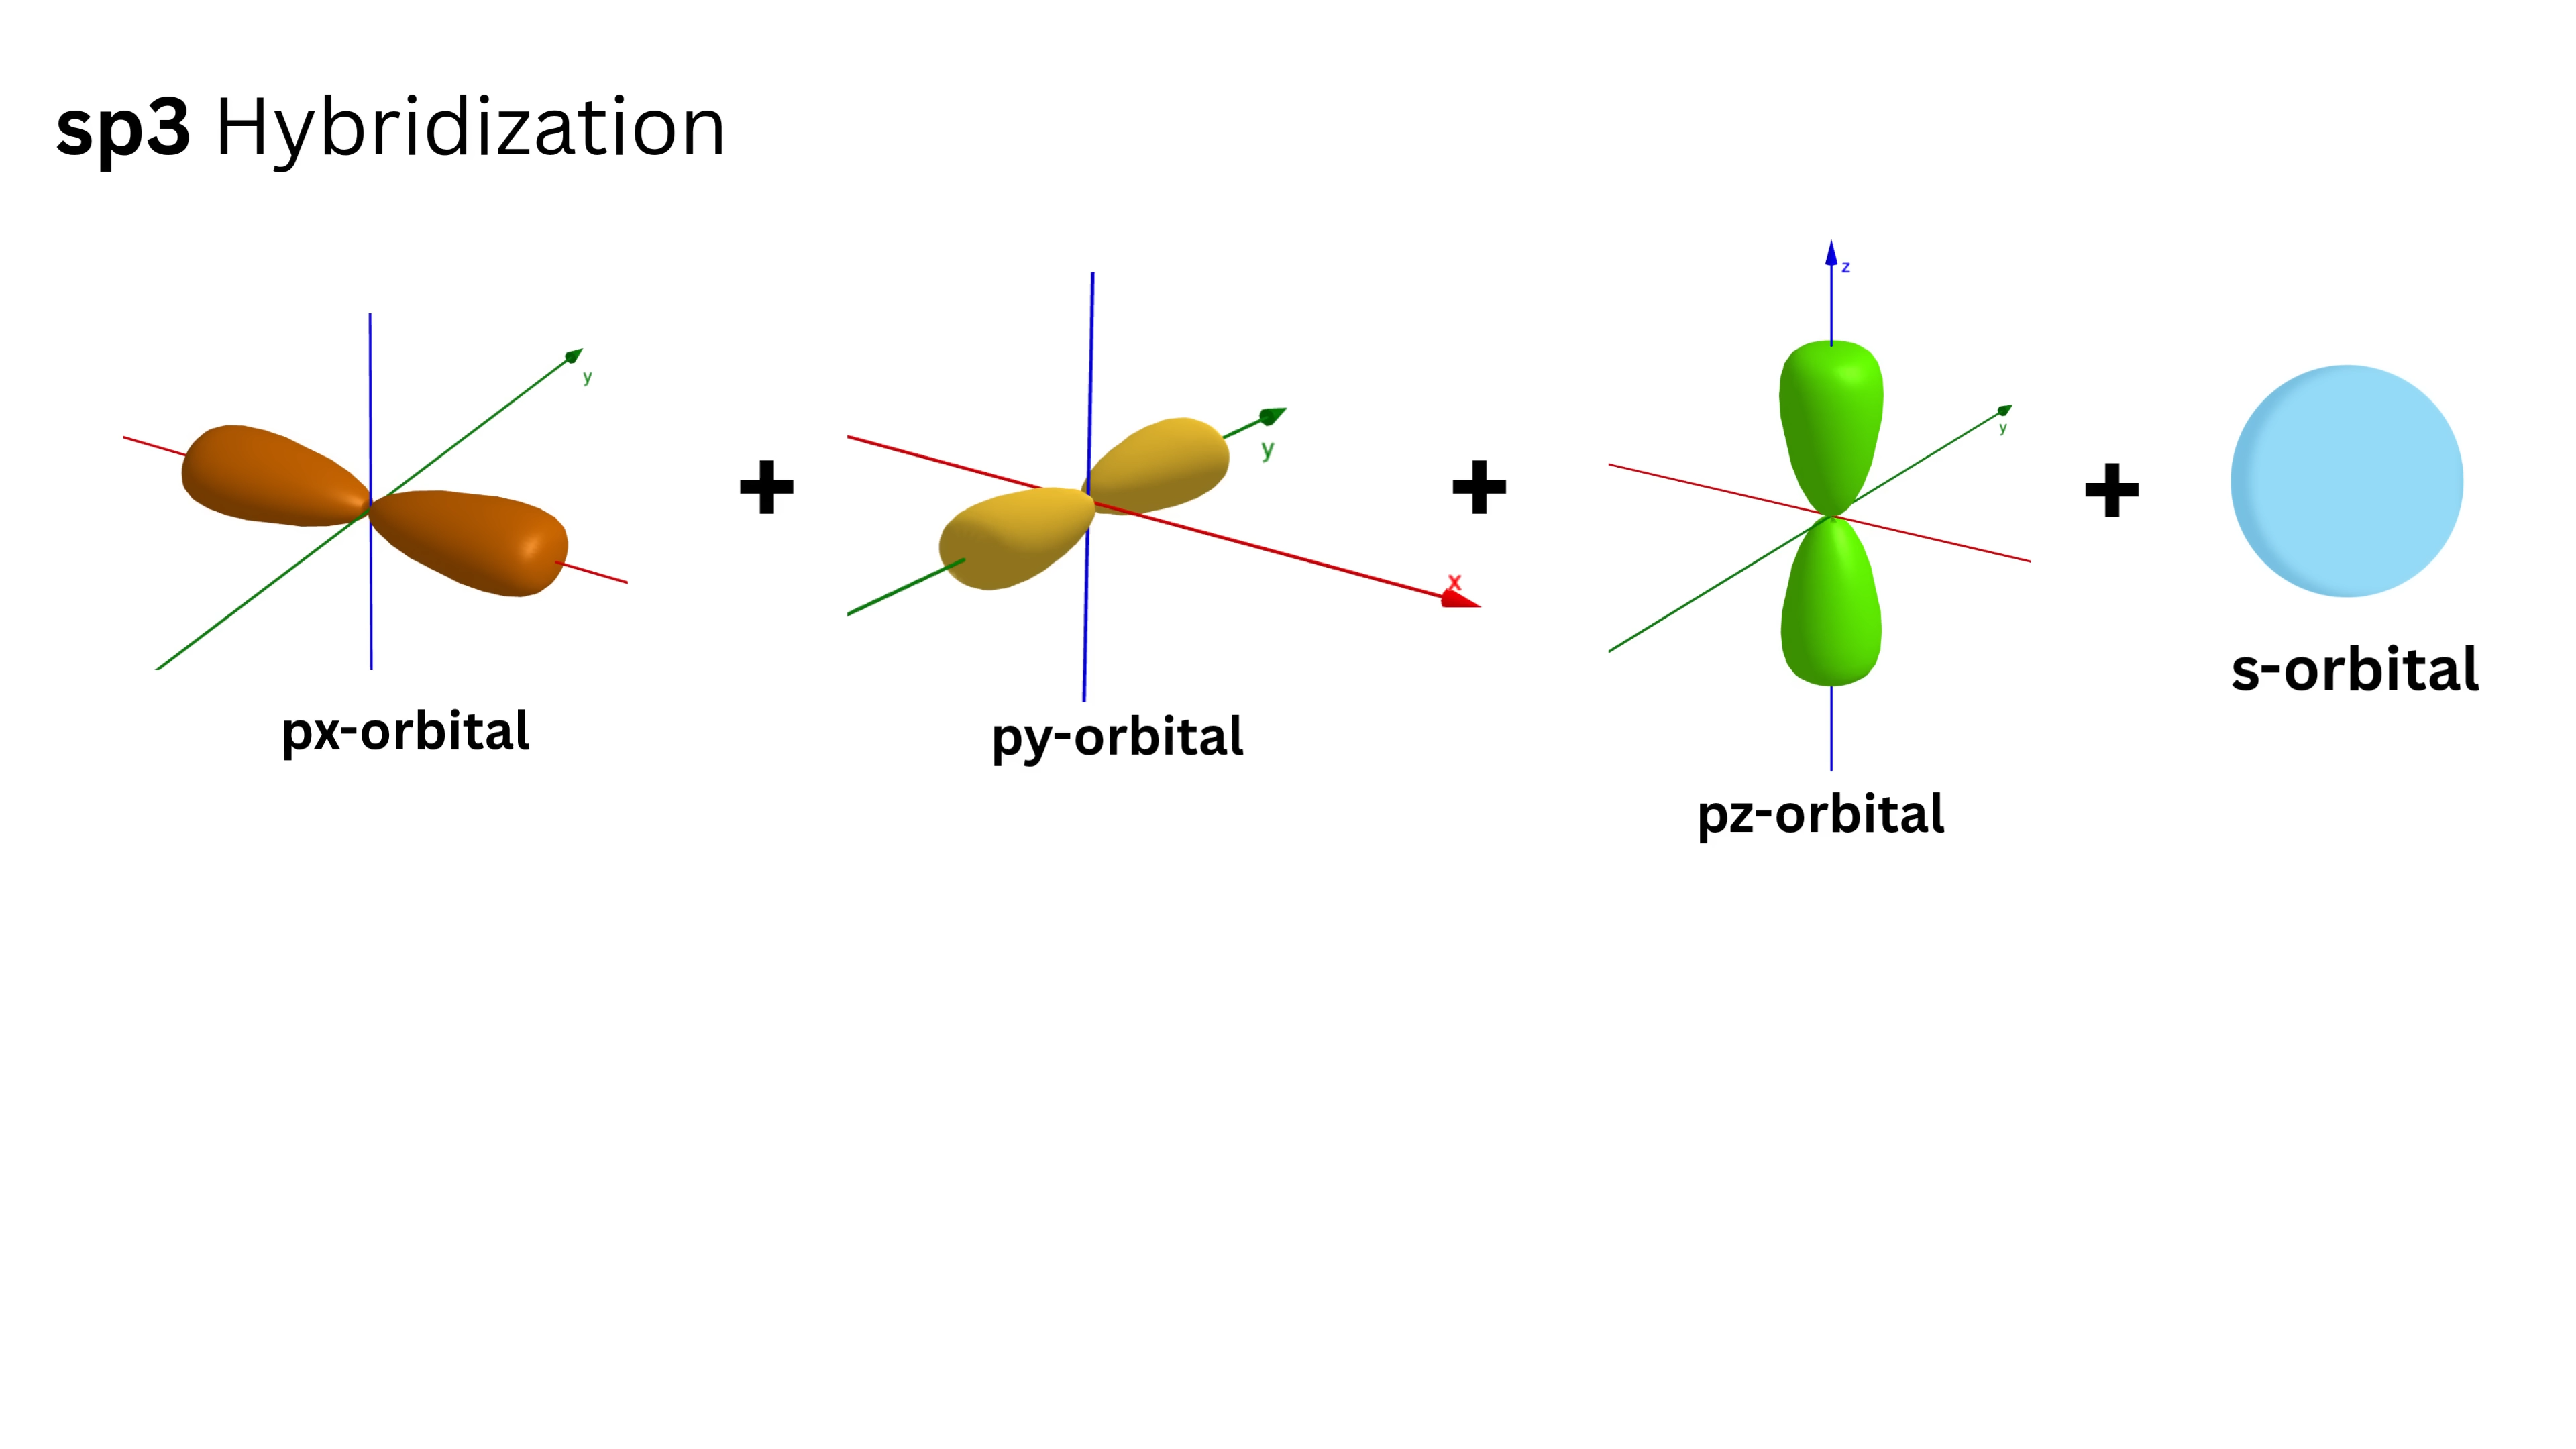 sp3 Hybridization
y
+
x
y
+
z
y
+
px-orbital
py-orbital
pz-orbital
s-orbital